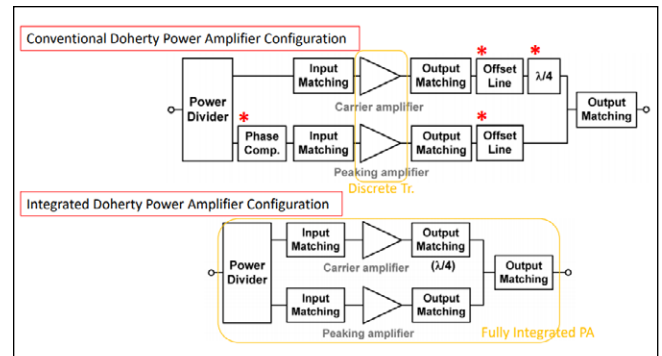 Conventional Doherty Power Amplifier Configuration
* *
Input Matching
Output Matching
Offset Line
λ/4
Carrier amplifier
Power Divider
*
Phase Comp.
Input Matching
Output Matching
*
Offset Line
Output Matching
Peaking amplifier
Discrete Tr.
Integrated Doherty Power Amplifier Configuration
Input Matching
Output Matching
(λ/4)
Carrier amplifier
Power Divider
Output Matching
Input Matching
Output Matching
Peaking amplifier
Fully Integrated PA